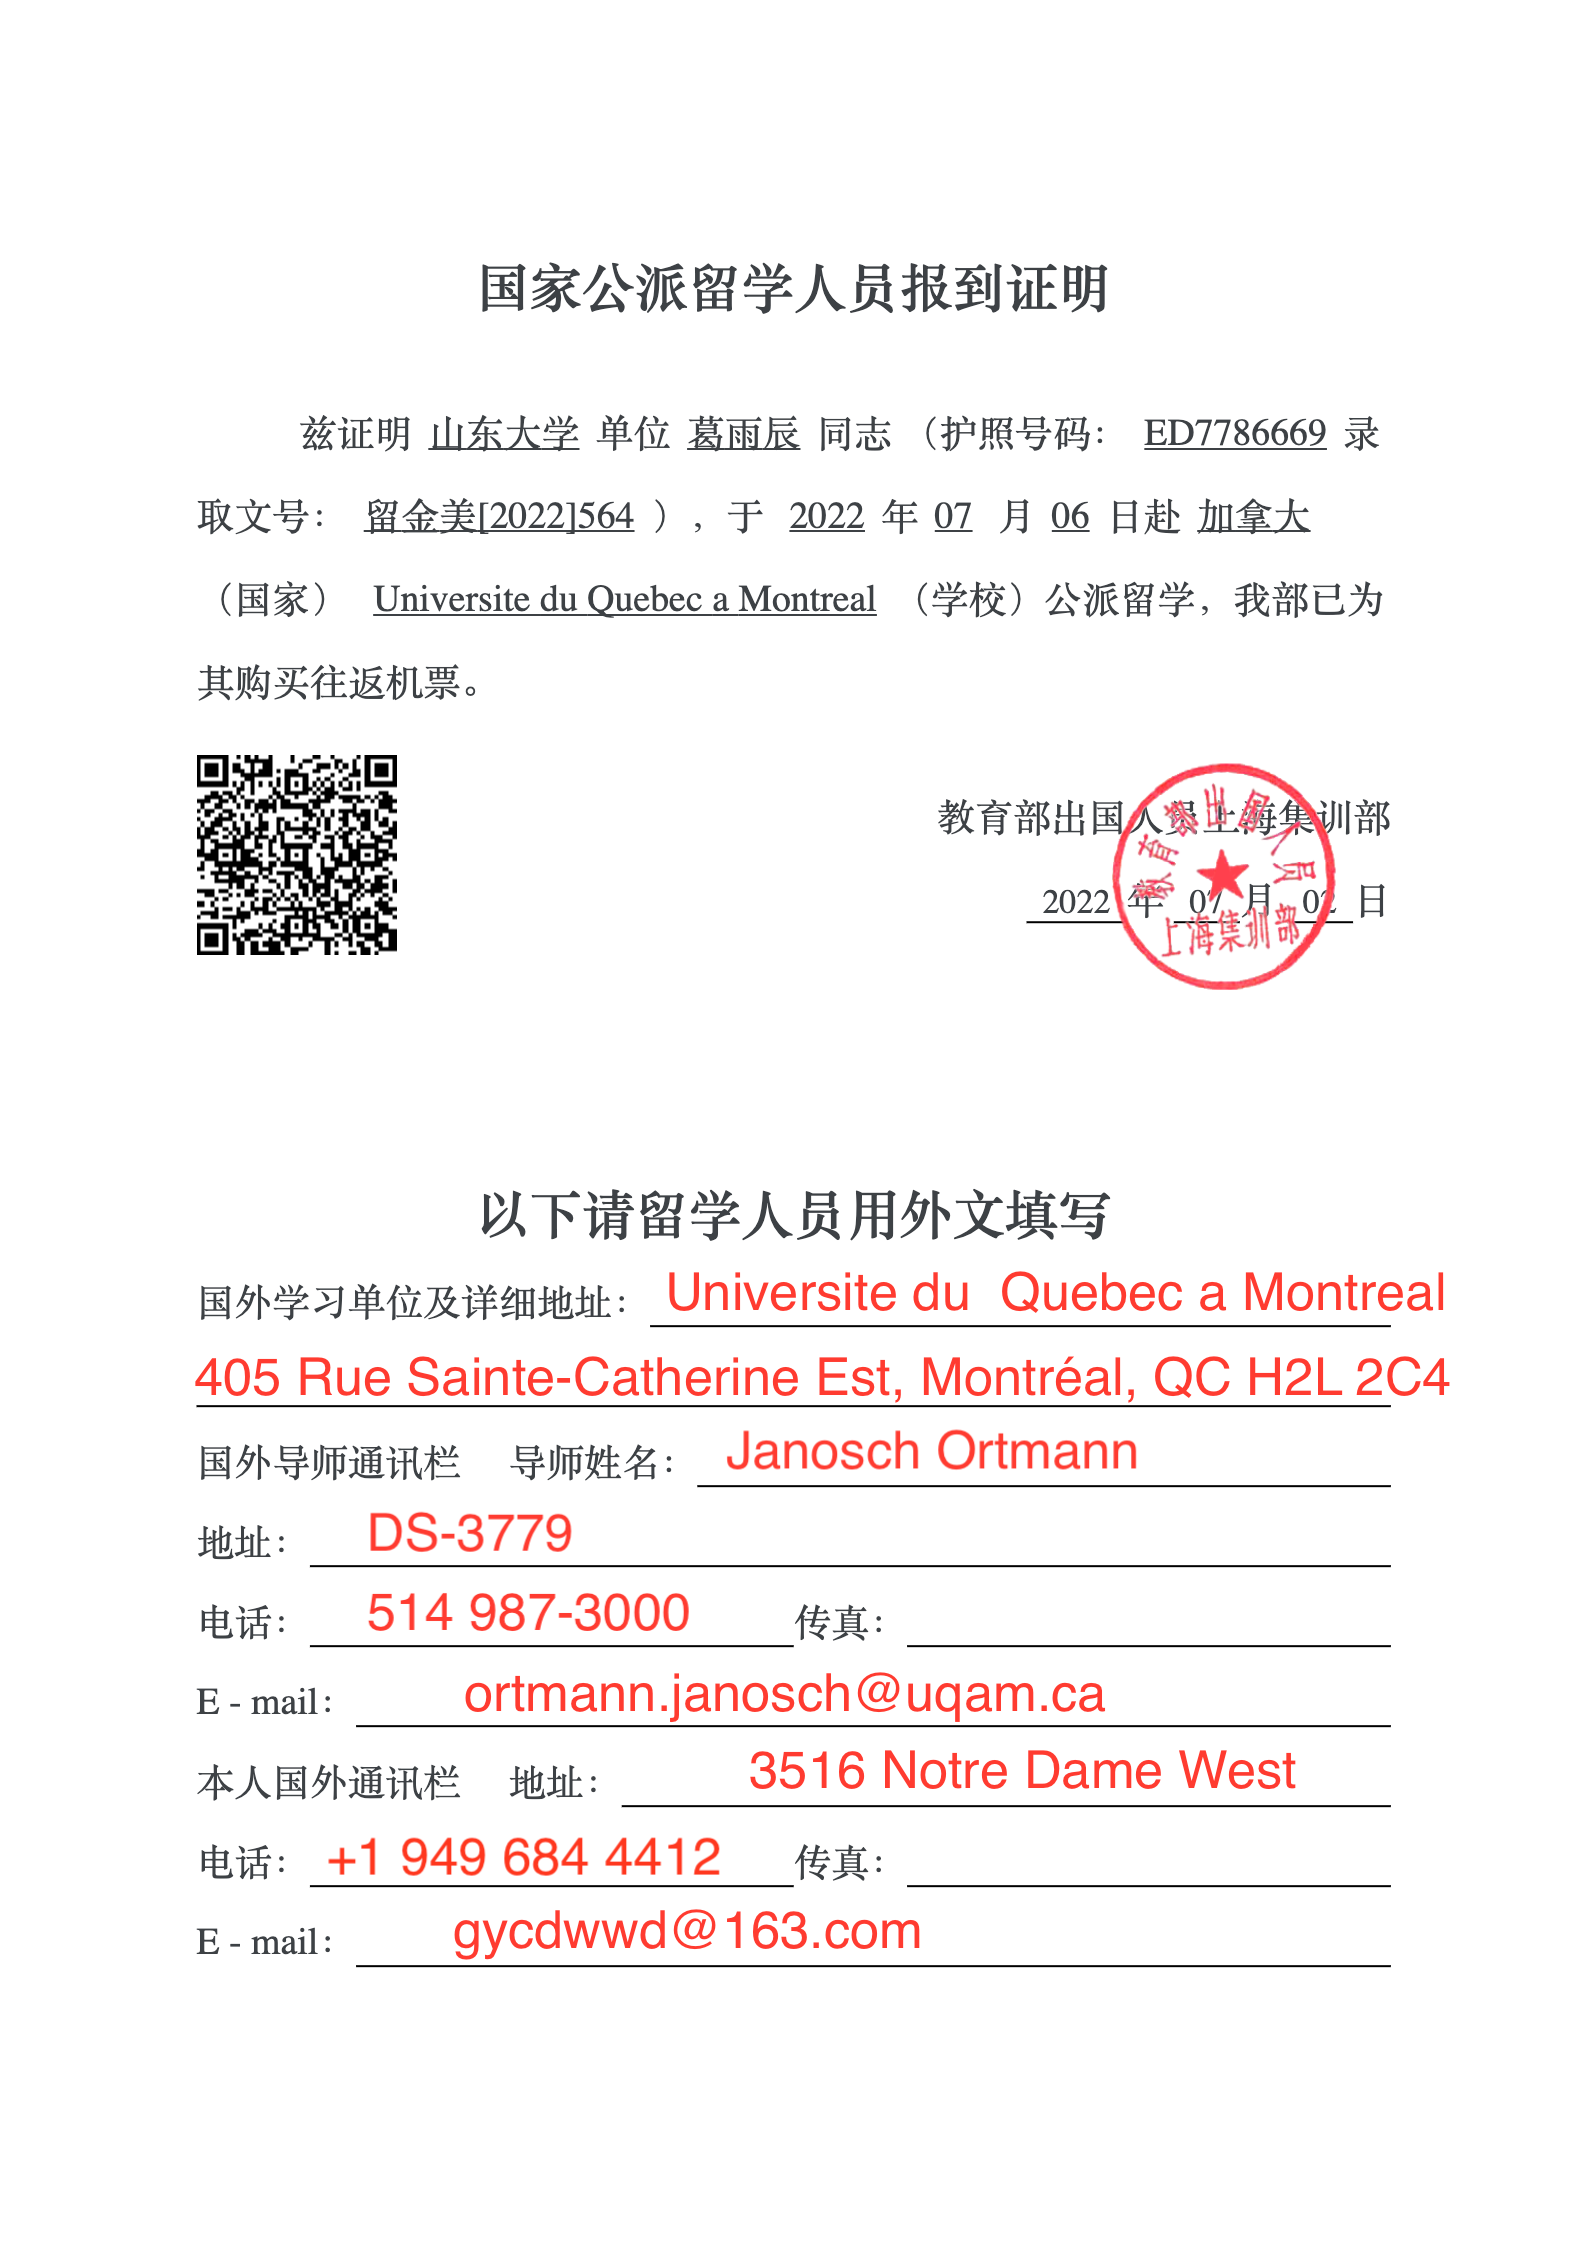 国家公派留学人员报到证明
兹证明 山东大学 单位 葛雨辰 同志 （护照号码： ED7786669 录
取文号： 留金美[2022]564 ），于 2022 年 07 月 06 日赴 加拿大
（国家） Universite du Quebec a Montreal （学校）公派留学，我部已为
其购买往返机票。
教育部出国人员上海集训部
2022 年 07 月 02 日
教育部出国人员
上海集训部
以下请留学人员用外文填写
国外学习单位及详细地址： Universite du  Quebec a Montreal
405 Rue Sainte-Catherine Est, Montréal, QC H2L 2C4
国外导师通讯栏 导师姓名： Janosch Ortmann
地址： DS-3779
电话： 514 987-3000 传真：
E - mail： ortmann.janosch@uqam.ca
本人国外通讯栏 地址： 3516 Notre Dame West
电话： +1 949 684 4412 传真：
E - mail： gycdwwd@163.com